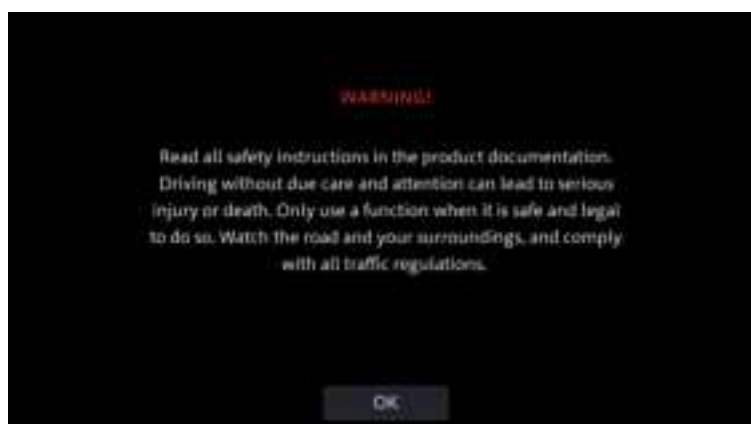 WARNING!
Read all safety instructions in the product documentation.
Driving without due care and attention can lead to serious
injury or death. Only use a function when it is safe and legal
to do so. Watch the road and your surroundings, and comply
with all traffic regulations.
OK